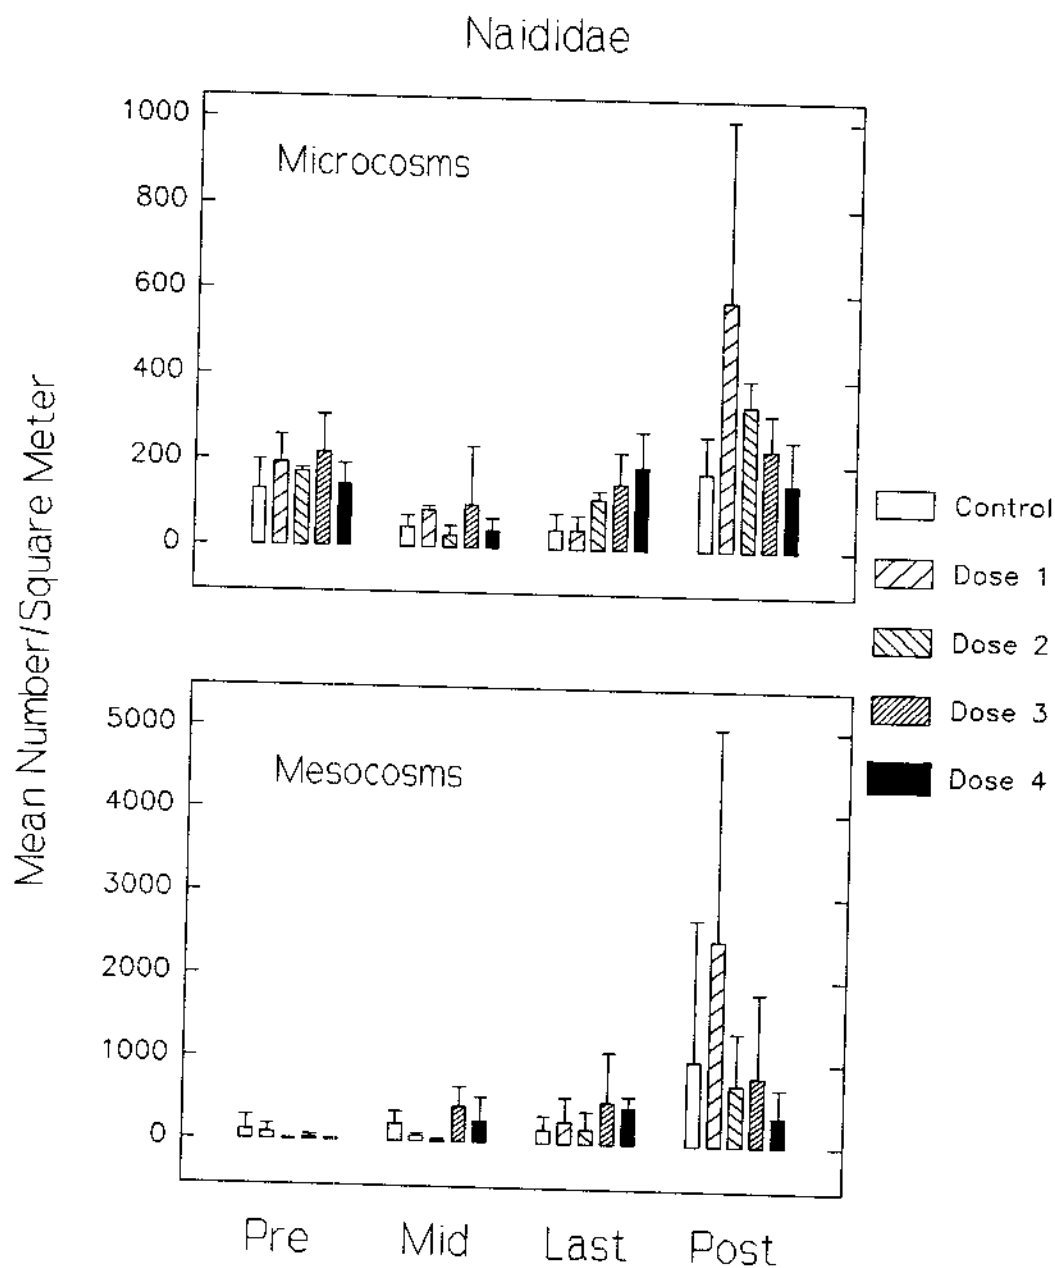 Naididae
Mean Number/Square Meter
Microcosms
1000
800
600
400
200
0
Control
Dose 1
Dose 2
Dose 3
Dose 4
Mesocosms
5000
4000
3000
2000
1000
0
Pre Mid Last Post